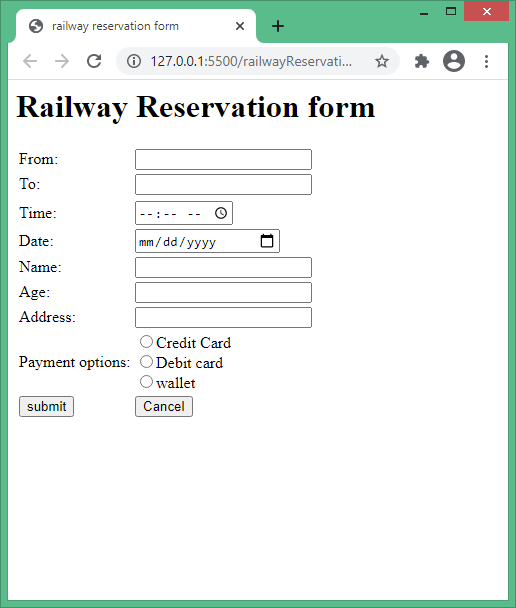 railway reservation form
127.0.0.1:5500/railwayReservati...
Railway Reservation form
From:
To:
Time: --:-- --
Date: mm/dd/yyyy
Name:
Age:
Address:
Payment options:
Credit Card
Debit card
wallet
submit Cancel